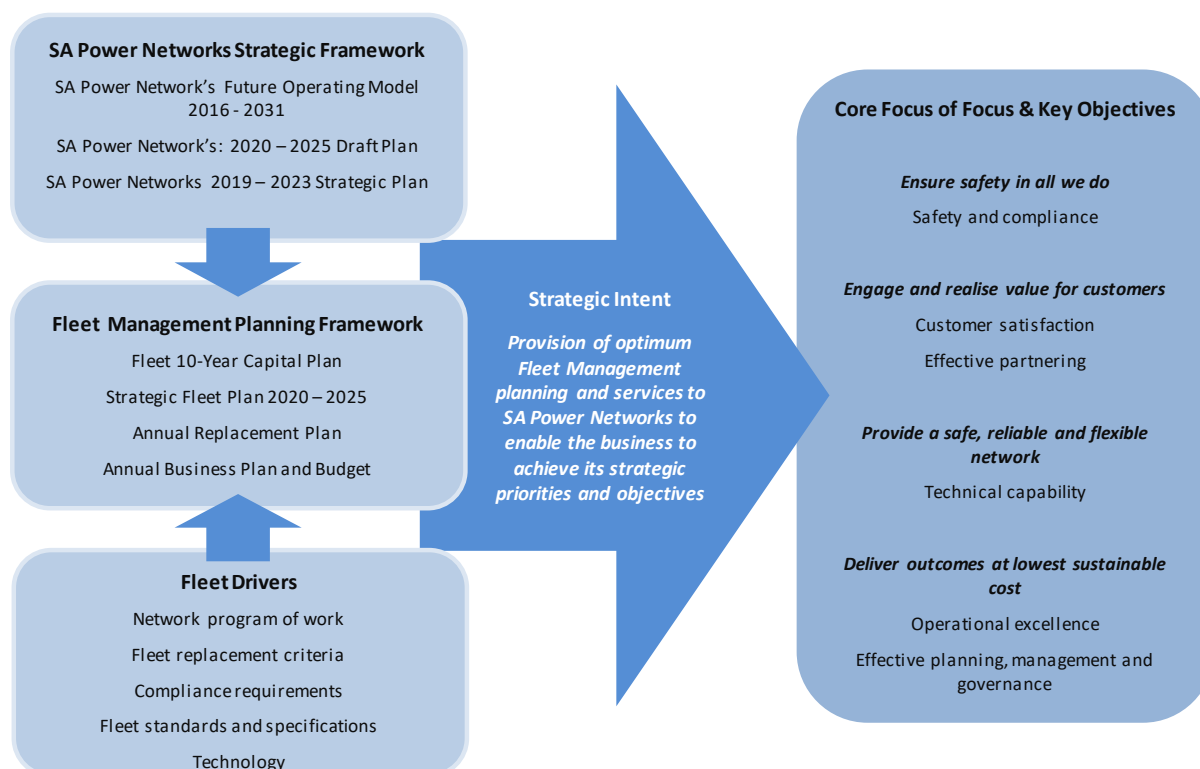 SA Power Networks Strategic Framework
SA Power Network's Future Operating Model
2016 - 2031
SA Power Network's: 2020 – 2025 Draft Plan
SA Power Networks 2019 – 2023 Strategic Plan
Fleet Management Planning Framework
Fleet 10-Year Capital Plan
Strategic Fleet Plan 2020 – 2025
Annual Replacement Plan
Annual Business Plan and Budget
Fleet Drivers
Network program of work
Fleet replacement criteria
Compliance requirements
Fleet standards and specifications
Technology
Strategic Intent
Provision of optimum
Fleet Management
planning and services to
SA Power Networks to
enable the business to
achieve its strategic
priorities and objectives
Core Focus of Focus & Key Objectives
Ensure safety in all we do
Safety and compliance
Engage and realise value for customers
Customer satisfaction
Effective partnering
Provide a safe, reliable and flexible
network
Technical capability
Deliver outcomes at lowest sustainable
cost
Operational excellence
Effective planning, management and
governance